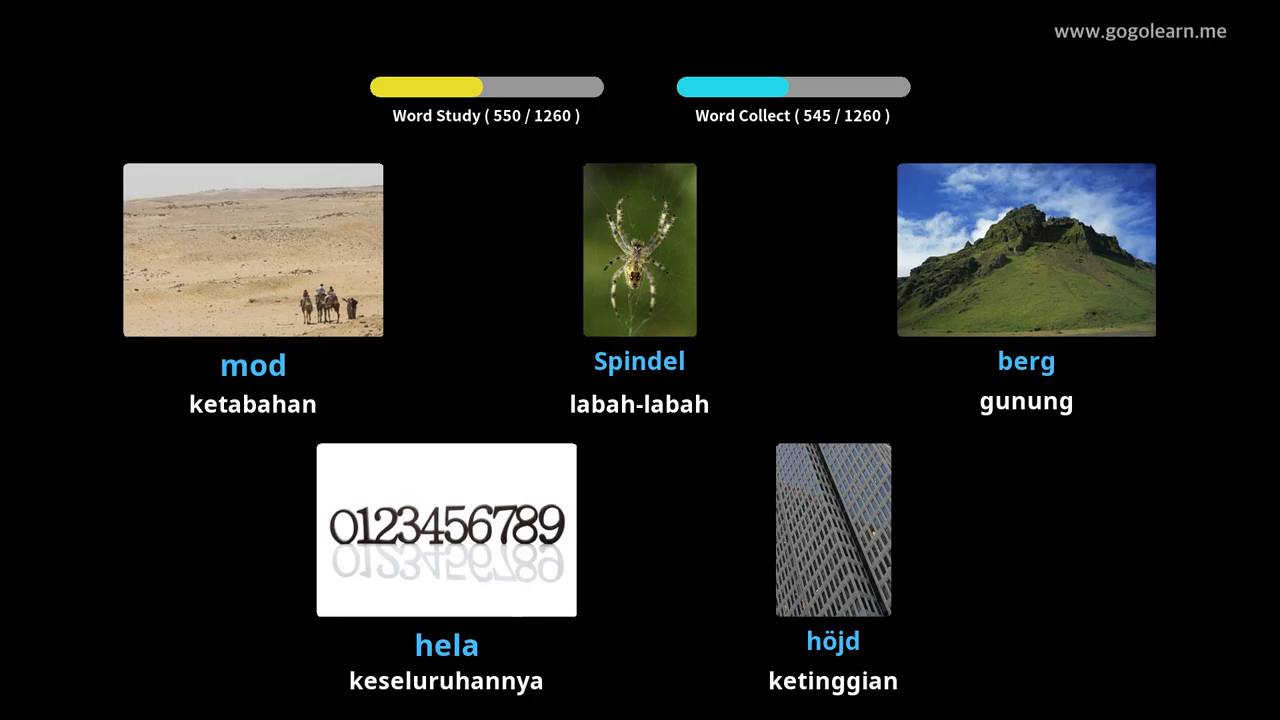 www.gogolearn.me
Word Study ( 550 / 1260 )
Word Collect ( 545 / 1260 )
mod
ketabahan
Spindel
labah-labah
berg
gunung
0123456789
hela
keseluruhannya
höjd
ketinggian